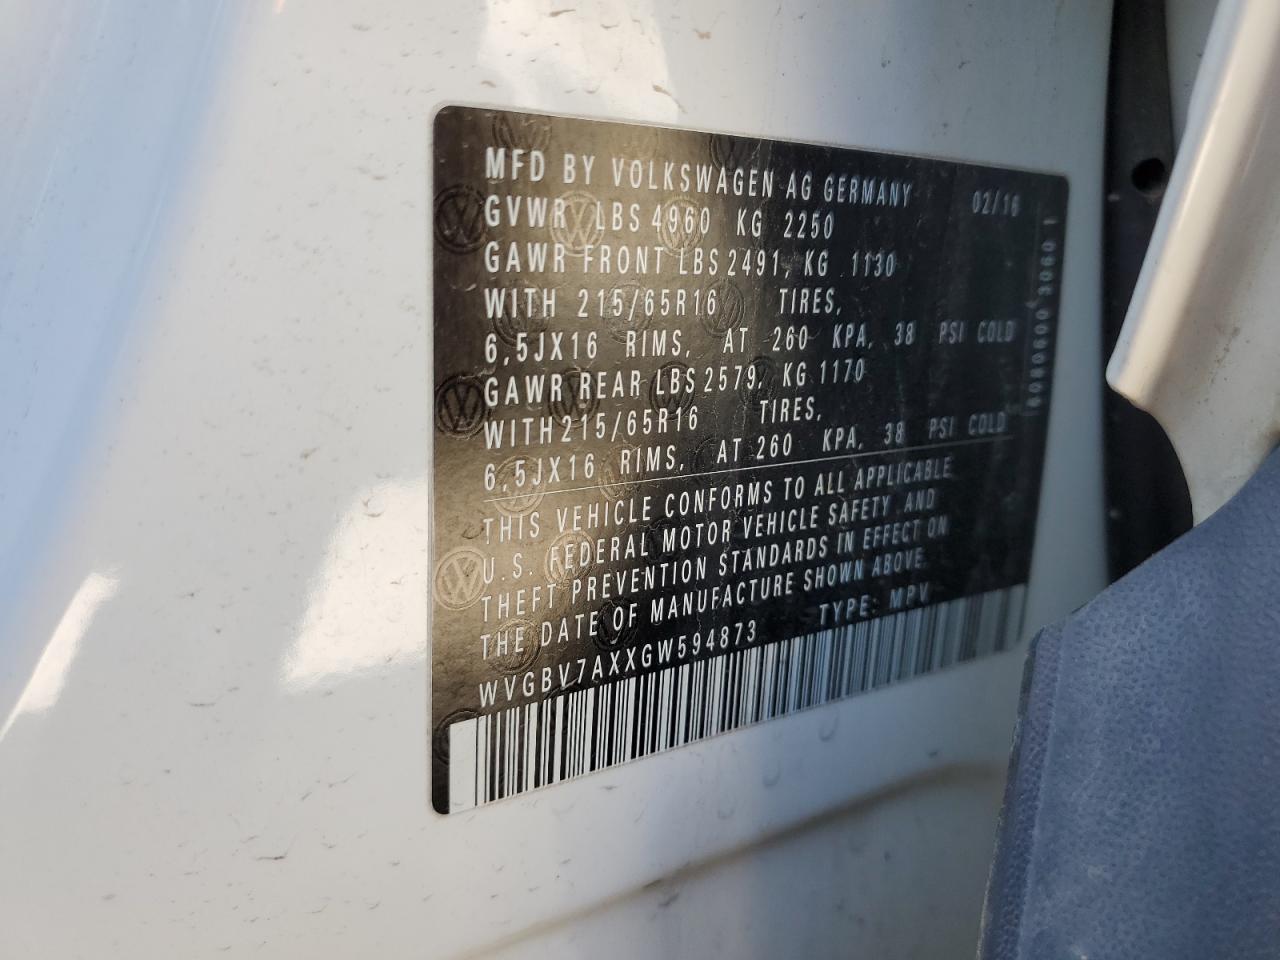 MFD BY VOLKSWAGEN AG GERMANY 02/16
GVWR LBS 4960 KG 2250
GAWR FRONT LBS 2491, KG 1130
WITH 215/65R16 TIRES,
6,5JX16 RIMS, AT 260 KPA, 38 PSI COLD
GAWR REAR LBS 2579, KG 1170
WITH 215/65R16 TIRES,
6,5JX16 RIMS, AT 260 KPA, 38 PSI COLD
THIS VEHICLE CONFORMS TO ALL APPLICABLE
U.S. FEDERAL MOTOR VEHICLE SAFETY AND
THEFT PREVENTION STANDARDS IN EFFECT ON
THE DATE OF MANUFACTURE SHOWN ABOVE.
WVGBV7AXXGW594873 TYPE: MPV